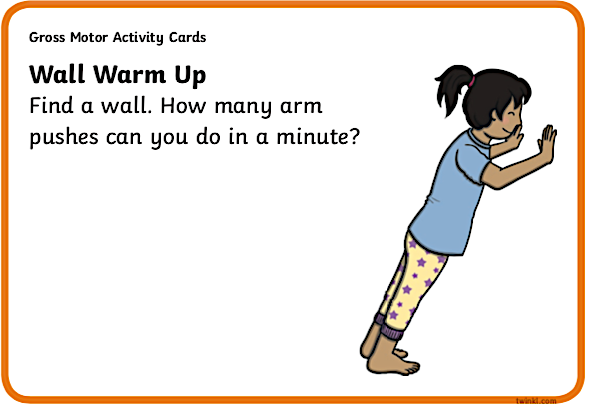 Gross Motor Activity Cards
Wall Warm Up
Find a wall. How many arm
pushes can you do in a minute?
twinkl.com